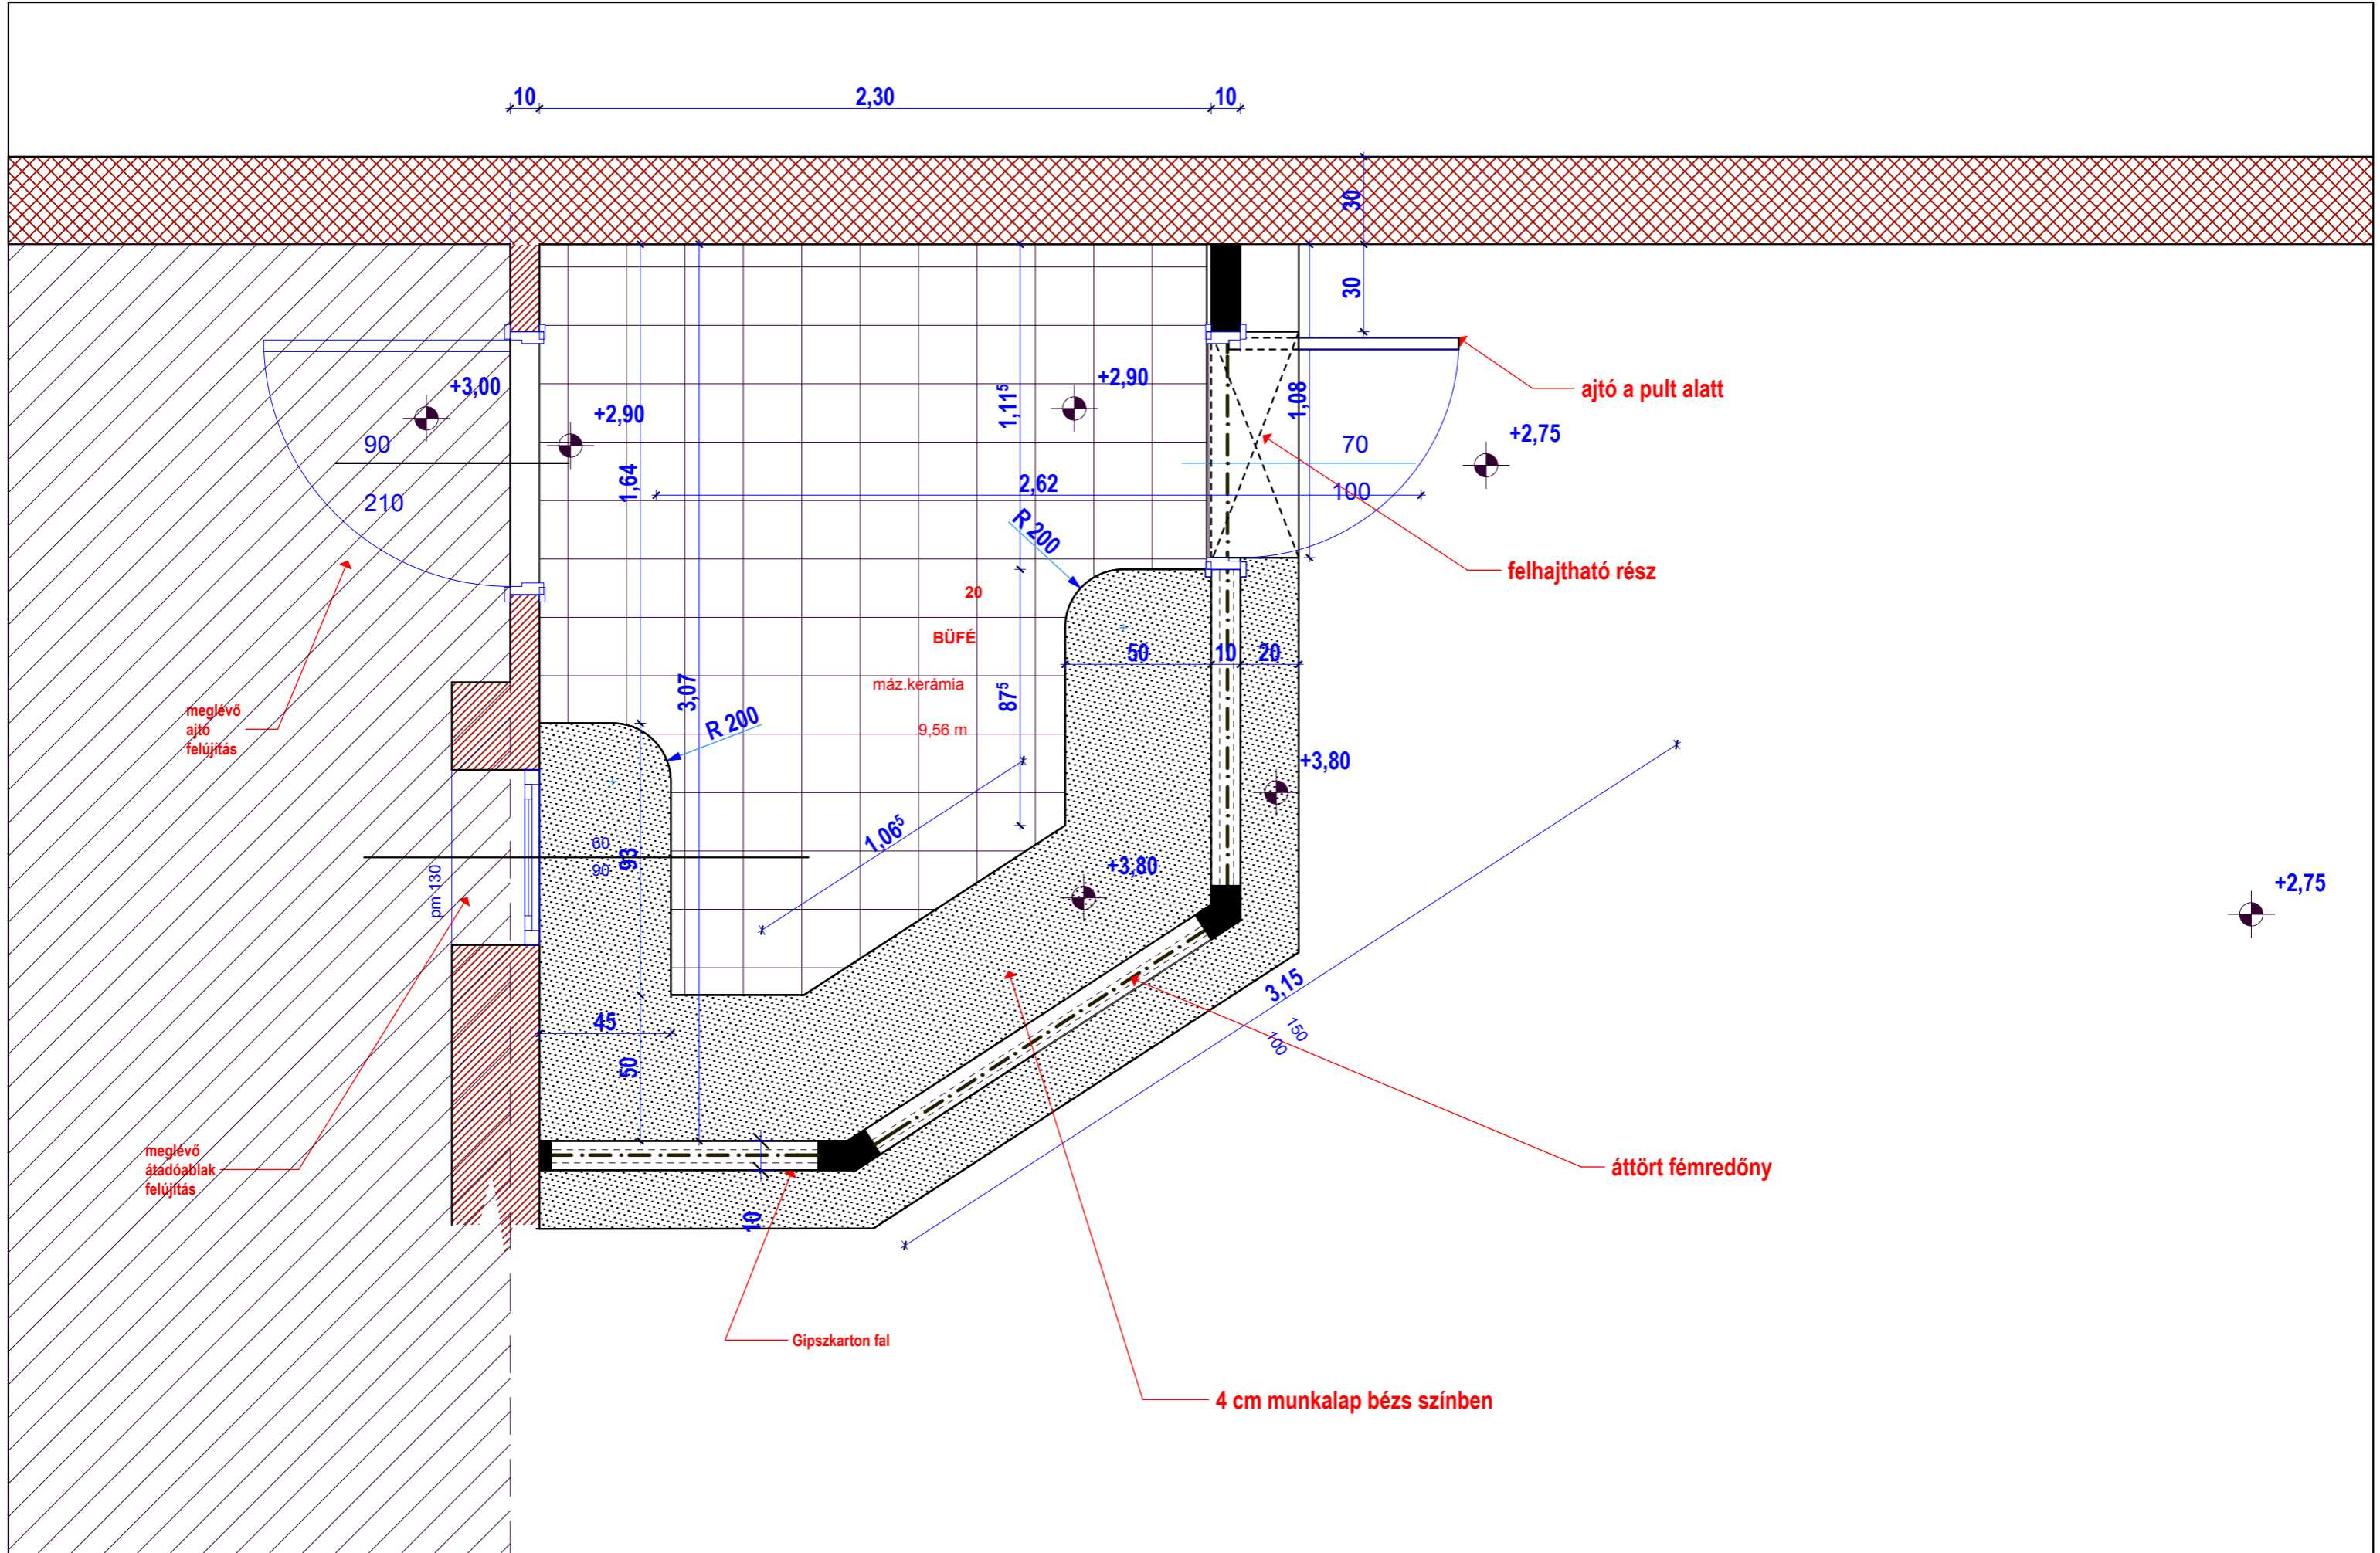 10
2,30
10
30
30
+3,00
+2,90
+2,90
1,11⁵
1,08
ajtó a pult alatt
90
210
70
100
+2,75
1,64
2,62
R 200
felhajtható rész
20
BÜFÉ
máz.kerámia
9,56 m
50
10
20
3,07
87⁵
R 200
meglévő
ajtó
felújítás
+3,80
1,06⁵
60
90
93
pm 130
+3,80
+2,75
3,15
150
100
45
50
meglévő
átadóablak
felújítás
10
áttört fémredőny
Gipszkarton fal
4 cm munkalap bézs színben